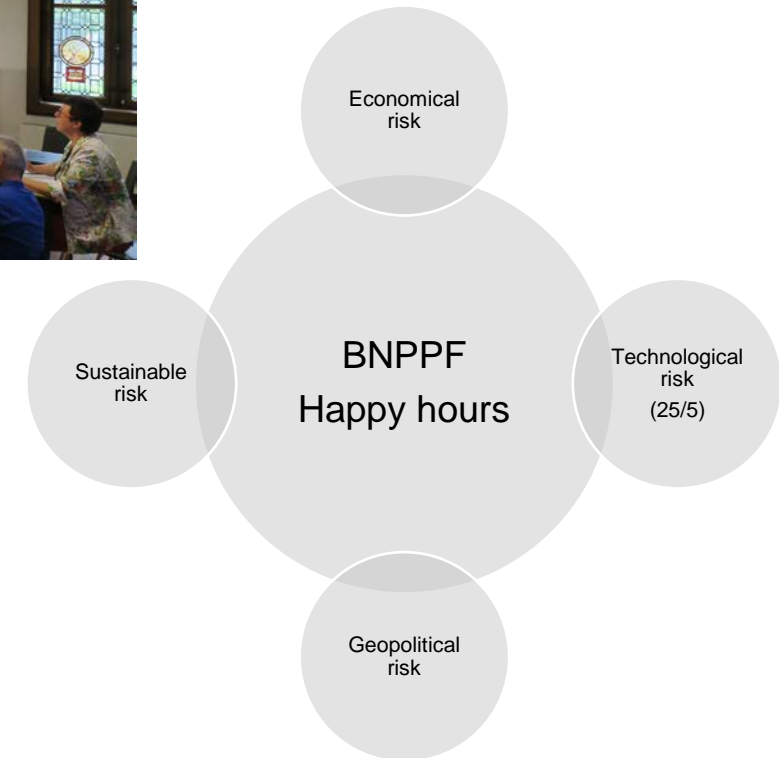 Economical
risk
Sustainable
risk
BNPPF
Happy hours
Technological
risk
(25/5)
Geopolitical
risk